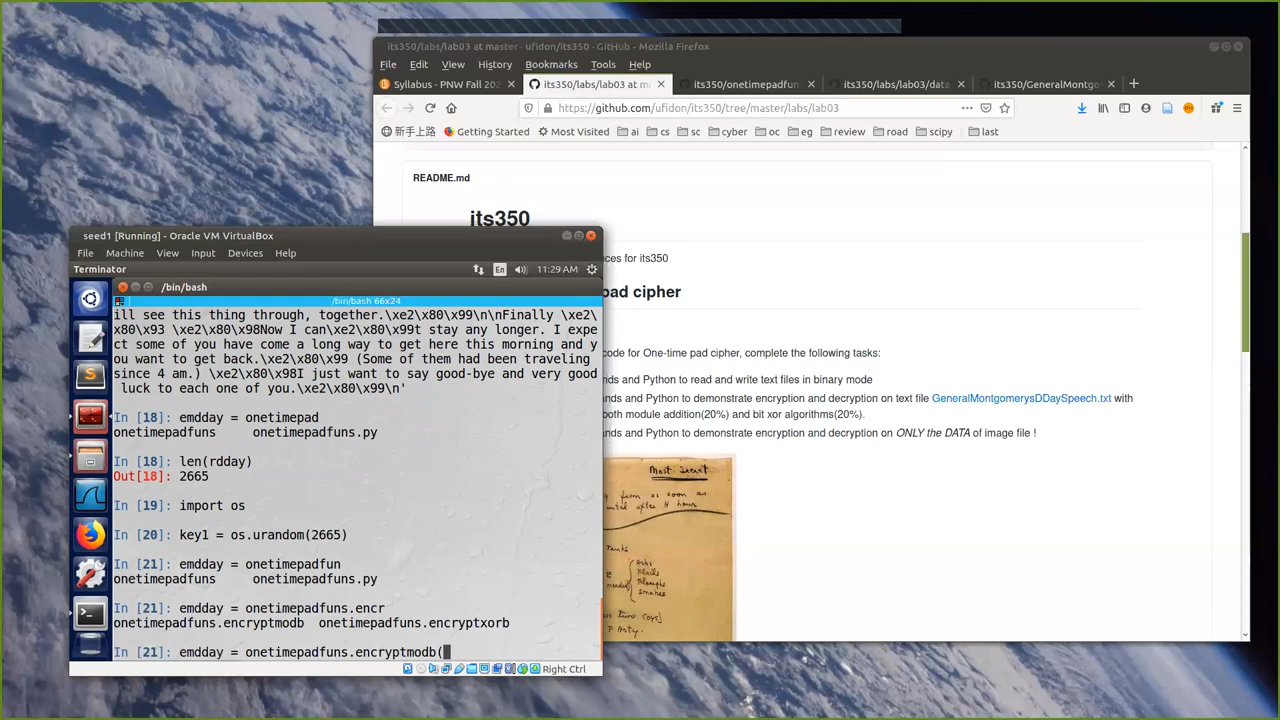 its350/labs/lab03 at master · ufidon/its350 · GitHub - Mozilla Firefox
File Edit View History Bookmarks Tools Help
Syllabus - PNW Fall 202 × its350/labs/lab03 at m × its350/onetimepadfun × its350/labs/lab03/data × its350/GeneralMontgo × +
https://github.com/ufidon/its350/tree/master/labs/lab03
新手上路 Getting Started Most Visited ai cs sc cyber oc eg review road scipy last
README.md
its350
ces for its350
pad cipher
code for One-time pad cipher, complete the following tasks:
nds and Python to read and write text files in binary mode
nds and Python to demonstrate encryption and decryption on text file GeneralMontgomerysDDaySpeech.txt with
both module addition(20%) and bit xor algorithms(20%).
nds and Python to demonstrate encryption and decryption on ONLY the DATA of image file !
Most Secret
from as soon as
after H hours
Tanks
seed1 [Running] - Oracle VM VirtualBox
File Machine View Input Devices Help
Terminator En 11:29 AM
/bin/bash
/bin/bash 66x24
ill see this thing through, together.\xe2\x80\x99\n\nFinally \xe2\
x80\x93 \xe2\x80\x98Now I can\xe2\x80\x99t stay any longer. I expe
ct some of you have come a long way to get here this morning and y
ou want to get back.\xe2\x80\x99 (Some of them had been traveling
since 4 am.) \xe2\x80\x98I just want to say good-bye and very good
 luck to each one of you.\xe2\x80\x99\n'
In [18]: emdday = onetimepad
onetimepadfuns onetimepadfuns.py
In [18]: len(rdday)
Out[18]: 2665
In [19]: import os
In [20]: key1 = os.urandom(2665)
In [21]: emdday = onetimepadfun
onetimepadfuns onetimepadfuns.py
In [21]: emdday = onetimepadfuns.encr
onetimepadfuns.encryptmodb onetimepadfuns.encryptxorb
In [21]: emdday = onetimepadfuns.encryptmodb(
Right Ctrl